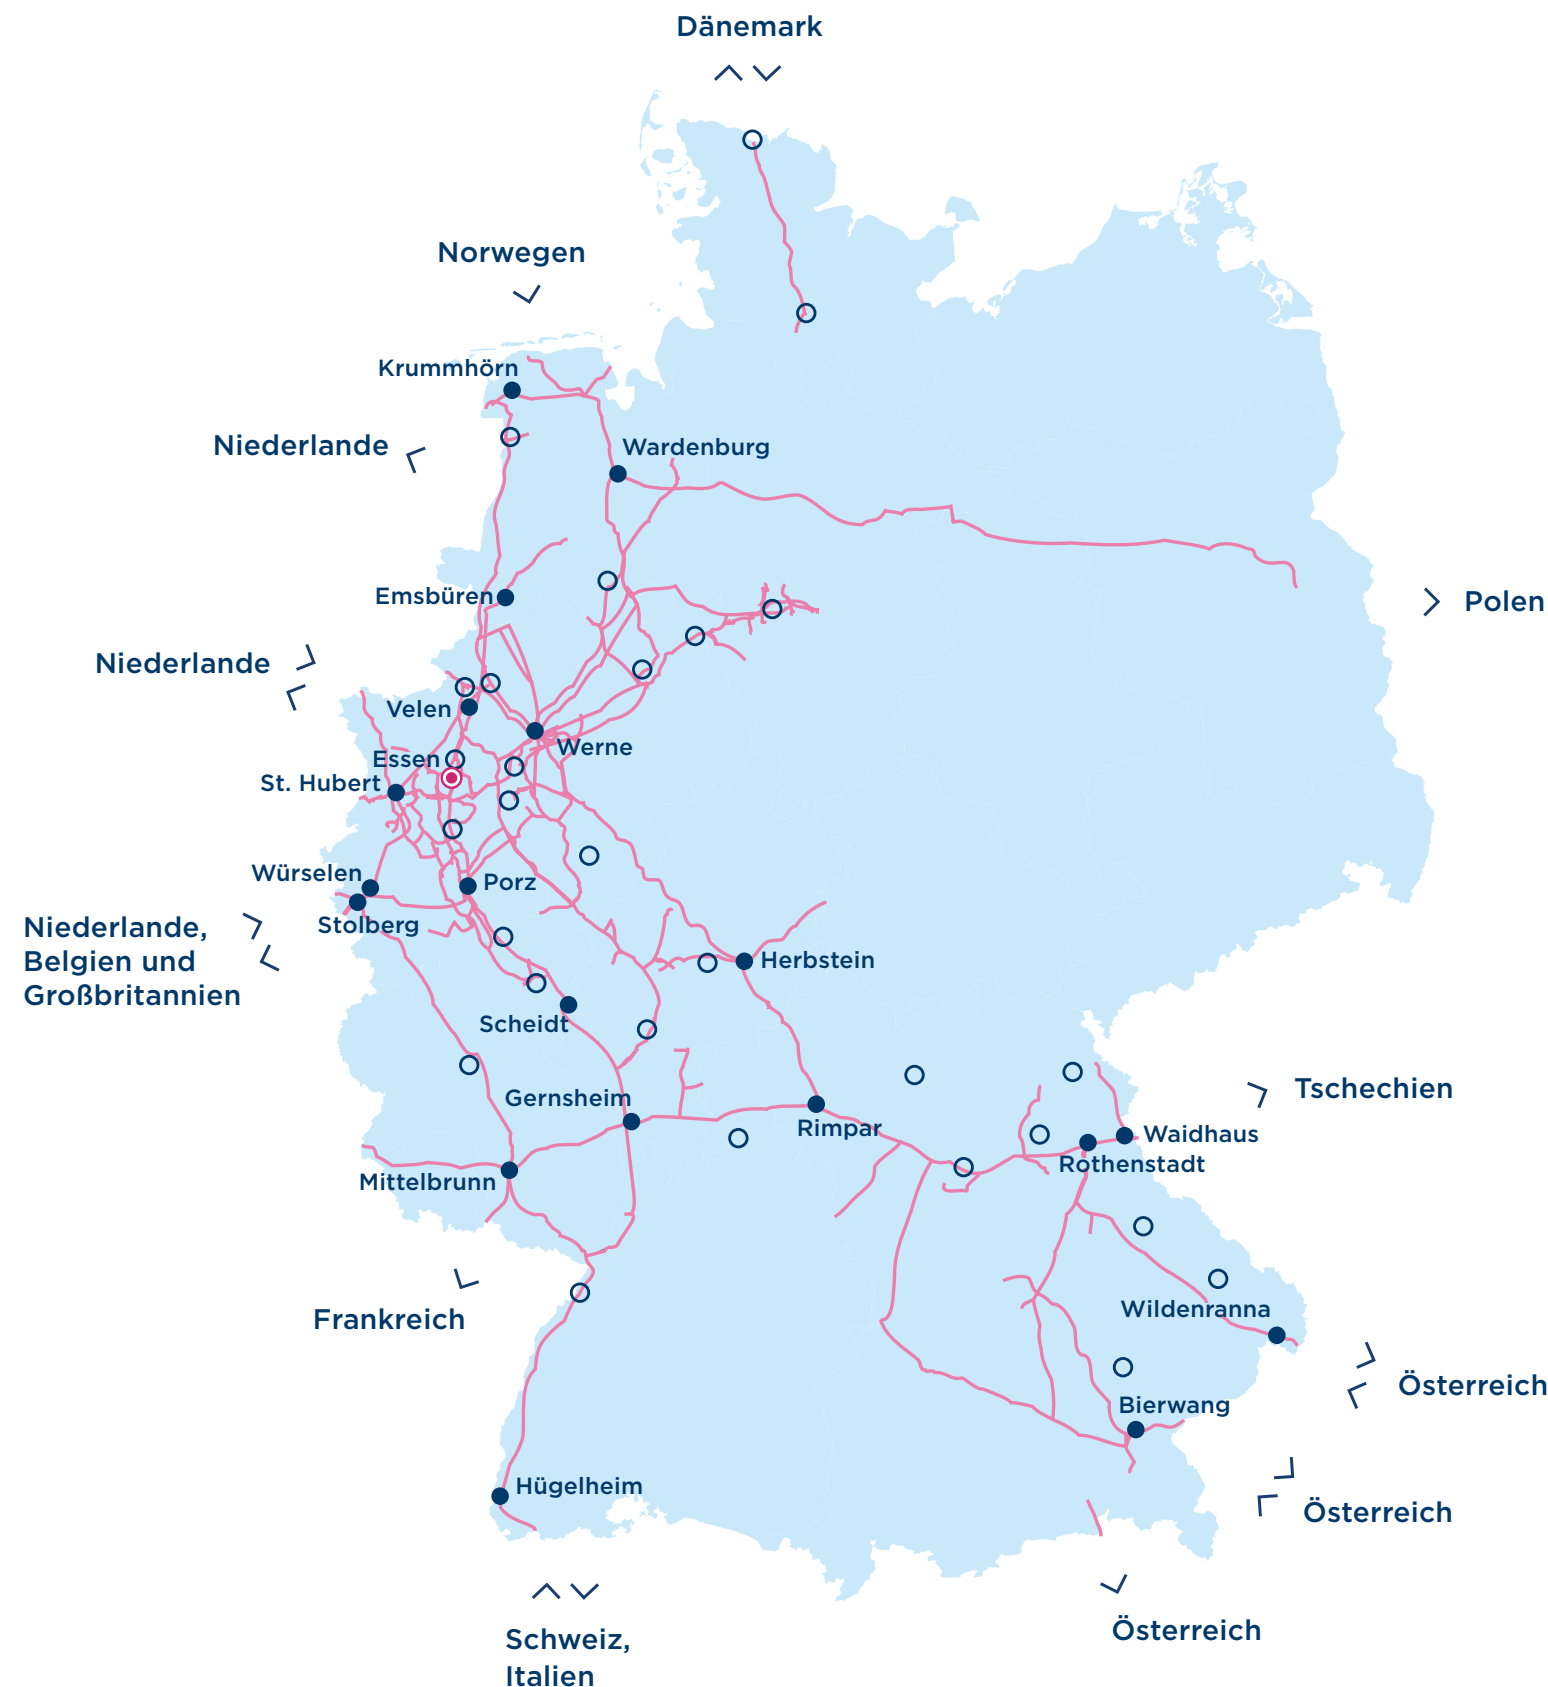 Dänemark
Norwegen
Krummhörn
Niederlande
Wardenburg
Emsbüren
Polen
Niederlande
Velen
Werne
Essen
St. Hubert
Würselen
Porz
Stolberg
Niederlande,
Belgien und
Großbritannien
Herbstein
Scheidt
Tschechien
Gernsheim
Rimpar
Waidhaus
Rothenstadt
Mittelbrunn
Wildenranna
Frankreich
Österreich
Bierwang
Hügelheim
Österreich
Österreich
Schweiz,
Italien